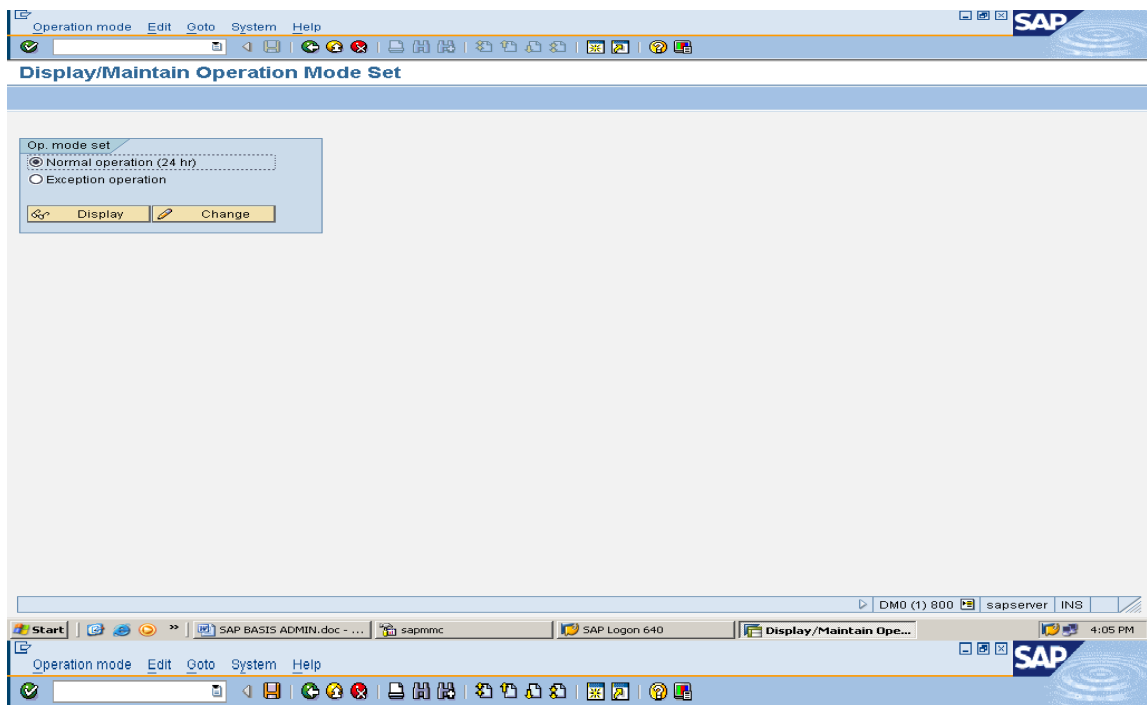 Operation mode Edit Goto System Help
SAP
Display/Maintain Operation Mode Set
Op. mode set
Normal operation (24 hr)
Exception operation
Display Change
DM0 (1) 800 sapserver INS
Start » SAP BASIS ADMIN.doc - ... sapmmc SAP Logon 640 Display/Maintain Ope... 4:05 PM
Operation mode Edit Goto System Help
SAP